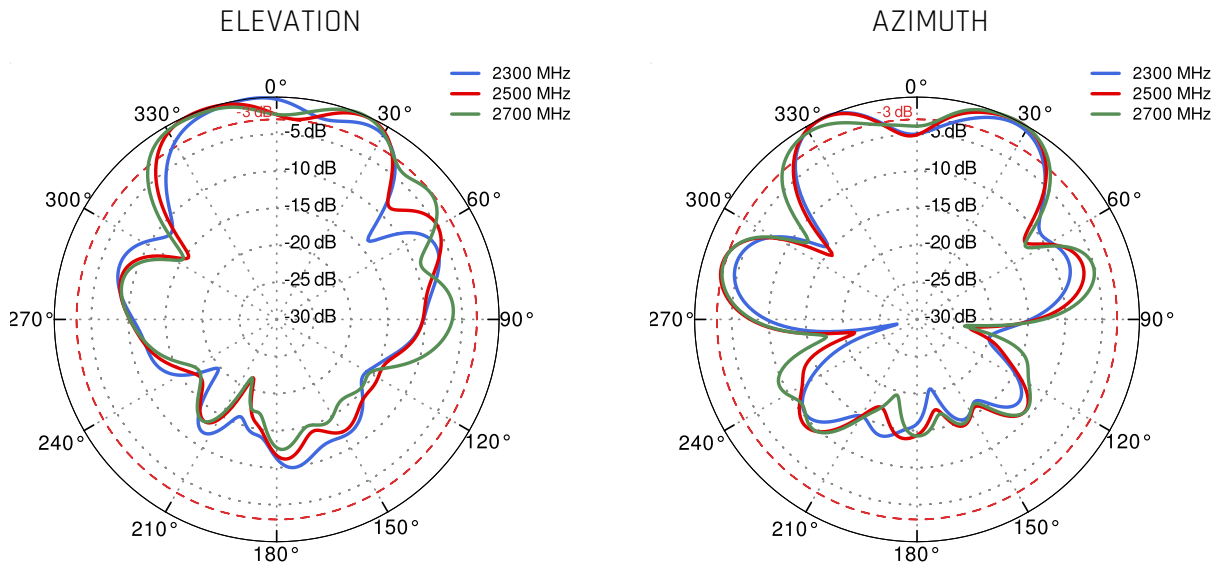 ELEVATION
2300 MHz
2500 MHz
2700 MHz
0°
330°
30°
-3 dB
-5 dB
-10 dB
300°
60°
-15 dB
-20 dB
-25 dB
-30 dB
270°
90°
240°
120°
210°
150°
180°
AZIMUTH
2300 MHz
2500 MHz
2700 MHz
0°
330°
30°
-3 dB
-5 dB
-10 dB
300°
60°
-15 dB
-20 dB
-25 dB
-30 dB
270°
90°
240°
120°
210°
150°
180°